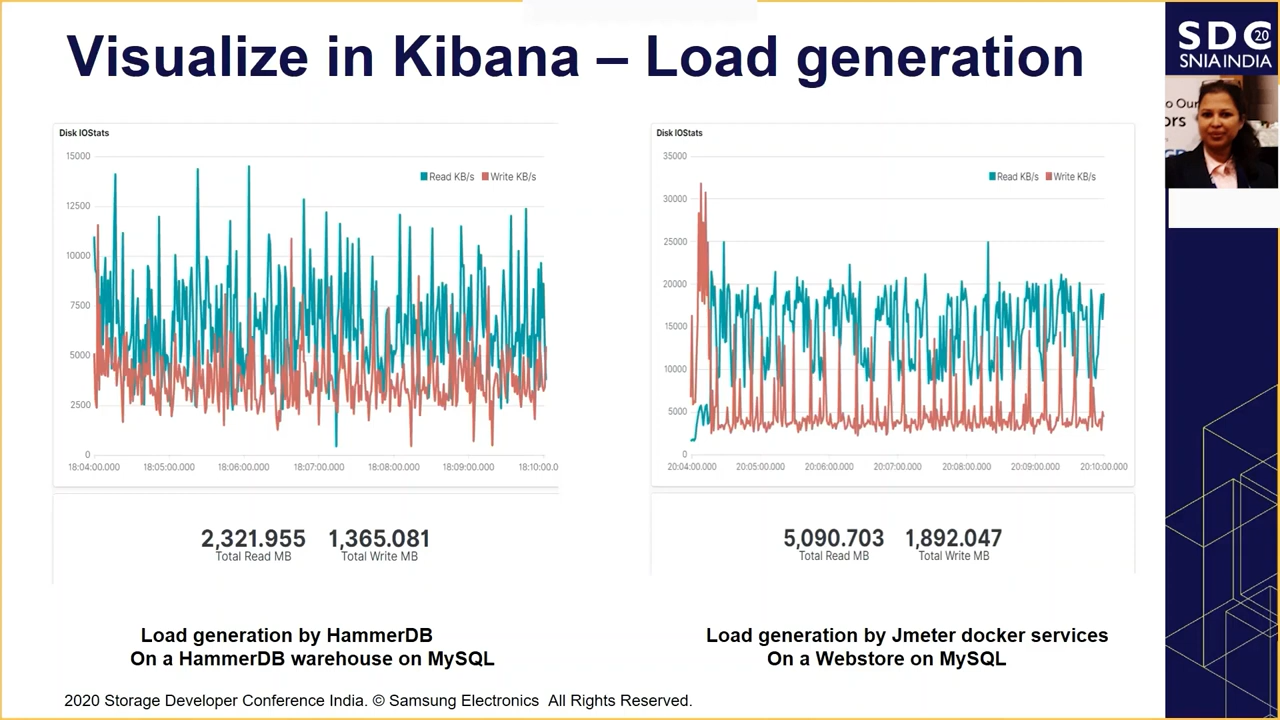 Visualize in Kibana – Load generation
SDC 20
SNIA INDIA
o Our
ors
Disk IOStats
15000
12500
10000
7500
5000
2500
0
Read KB/s Write KB/s
18:04:00.000 18:05:00.000 18:06:00.000 18:07:00.000 18:08:00.000 18:09:00.000 18:10:00.0
2,321.955 1,365.081
Total Read MB Total Write MB
Load generation by HammerDB
On a HammerDB warehouse on MySQL
Disk IOStats
35000
30000
25000
20000
15000
10000
5000
0
Read KB/s Write KB/s
20:04:00.000 20:05:00.000 20:06:00.000 20:07:00.000 20:08:00.000 20:09:00.000 20:10:00.000
5,090.703 1,892.047
Total Read MB Total Write MB
Load generation by Jmeter docker services
On a Webstore on MySQL
2020 Storage Developer Conference India. © Samsung Electronics All Rights Reserved.